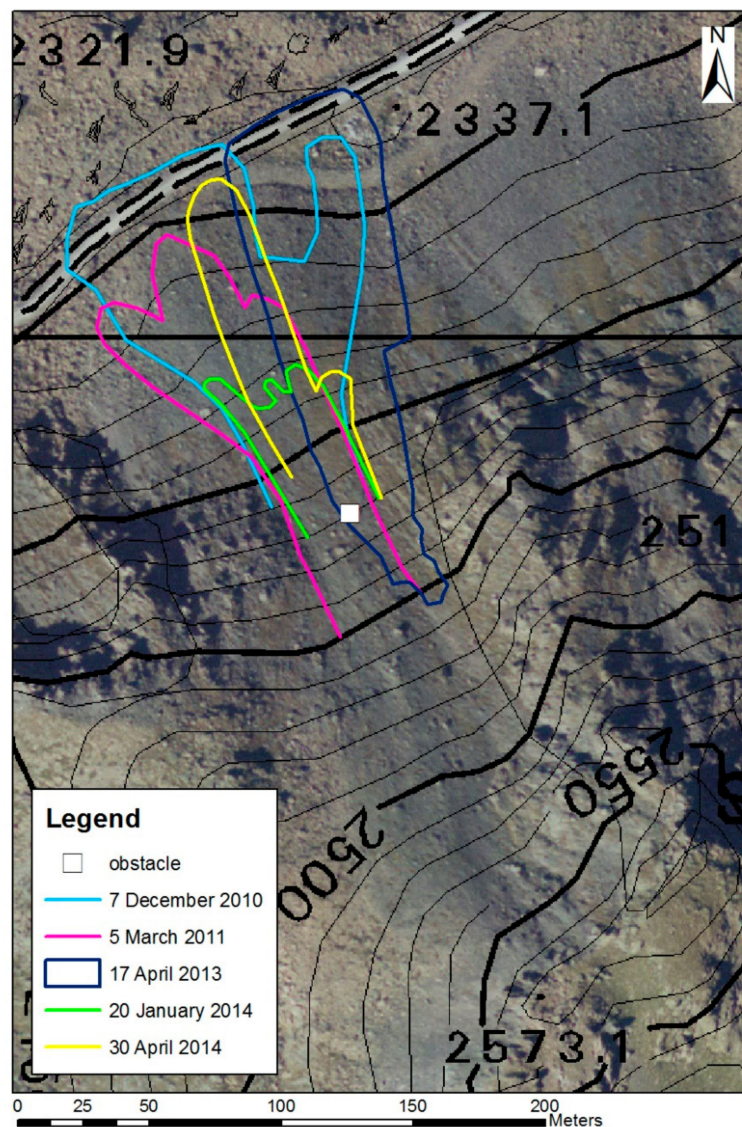 N
2321.9
2337.1
251
2550
2500
Legend
obstacle
7 December 2010
5 March 2011
17 April 2013
20 January 2014
30 April 2014
2573.1
0 25 50 100 150 200
Meters